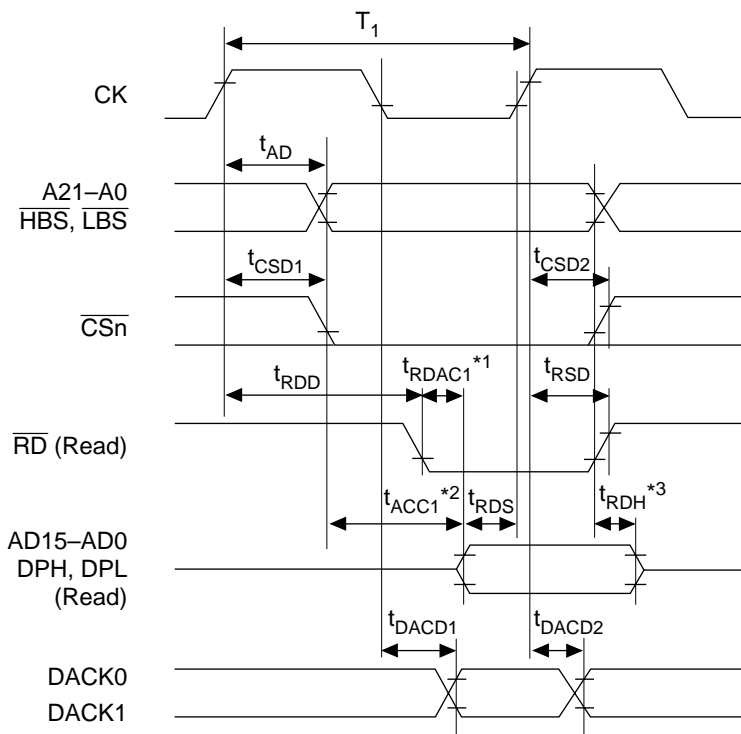 T1
CK
tAD
A21–A0
HBS, LBS
tCSD1
tCSD2
CSn
tRDD
tRDAC1*1
tRSD
RD (Read)
tACC1*2
tRDS
tRDH*3
AD15–AD0
DPH, DPL
(Read)
tDACD1
tDACD2
DACK0
DACK1